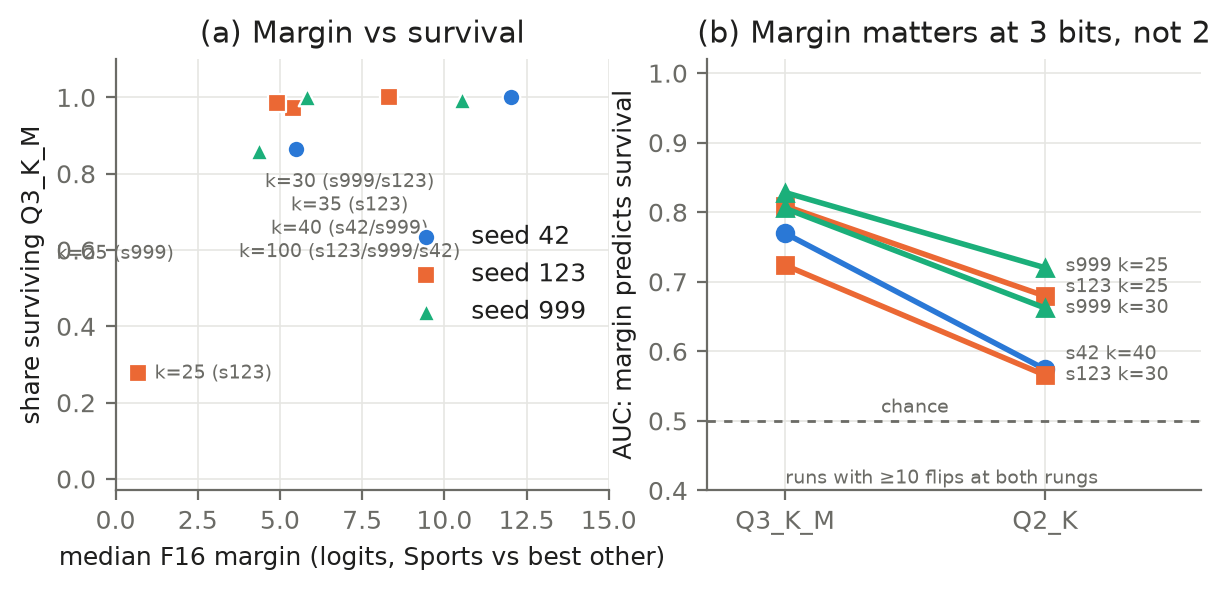 (a) Margin vs survival
share surviving Q3_K_M
1.0
0.8
0.6
0.4
0.2
0.0
k=30 (s999/s123)
k=35 (s123)
k=40 (s42/s999)
k=100 (s123/s999/s42)
k=25 (s999)
k=25 (s123)
seed 42
seed 123
seed 999
0.0 2.5 5.0 7.5 10.0 12.5 15.0
median F16 margin (logits, Sports vs best other)
(b) Margin matters at 3 bits, not 2
AUC: margin predicts survival
1.0
0.9
0.8
0.7
0.6
0.5
0.4
s999 k=25
s123 k=25
s999 k=30
s42 k=40
s123 k=30
chance
runs with ≥10 flips at both rungs
Q3_K_M Q2_K